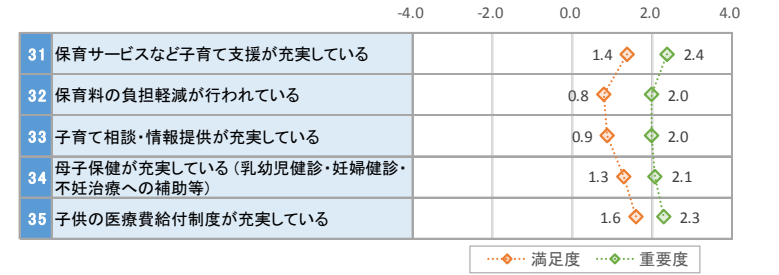 -4.0 -2.0 0.0 2.0 4.0
31 保育サービスなど子育て支援が充実している 1.4 2.4
32 保育料の負担軽減が行われている 0.8 2.0
33 子育て相談・情報提供が充実している 0.9 2.0
34 母子保健が充実している（乳幼児健診・妊婦健診・
不妊治療への補助等） 1.3 2.1
35 子供の医療費給付制度が充実している 1.6 2.3
満足度 重要度